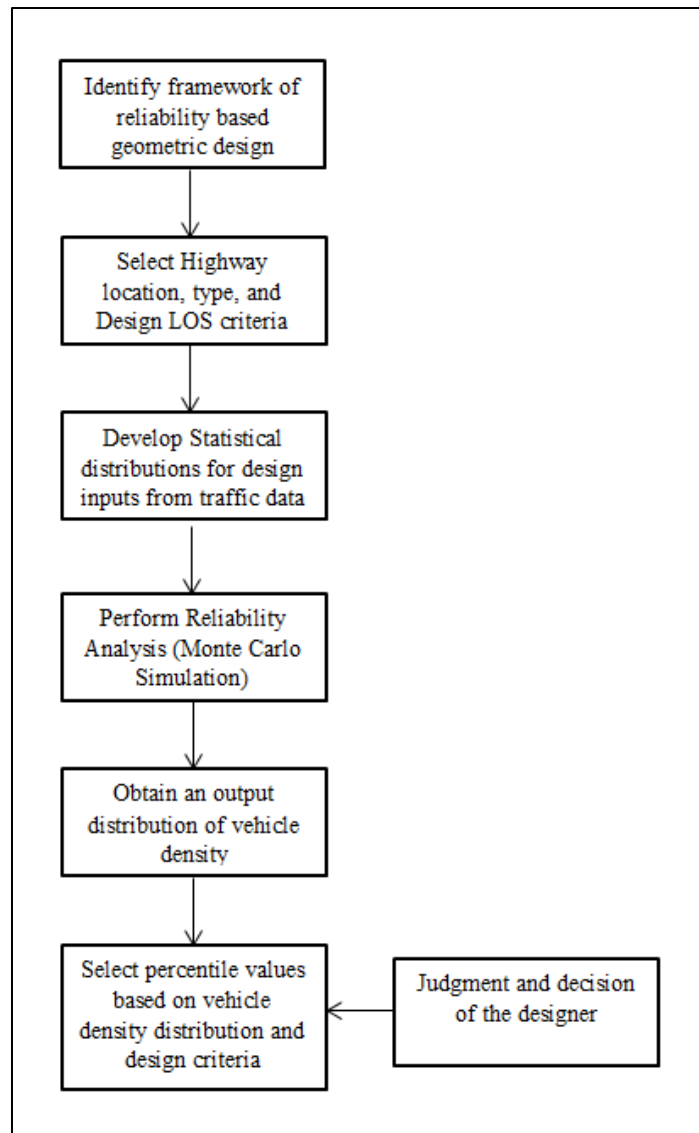 Identify framework of
reliability based
geometric design
Select Highway
location, type, and
Design LOS criteria
Develop Statistical
distributions for design
inputs from traffic data
Perform Reliability
Analysis (Monte Carlo
Simulation)
Obtain an output
distribution of vehicle
density
Select percentile values
based on vehicle
density distribution and
design criteria
Judgment and decision
of the designer